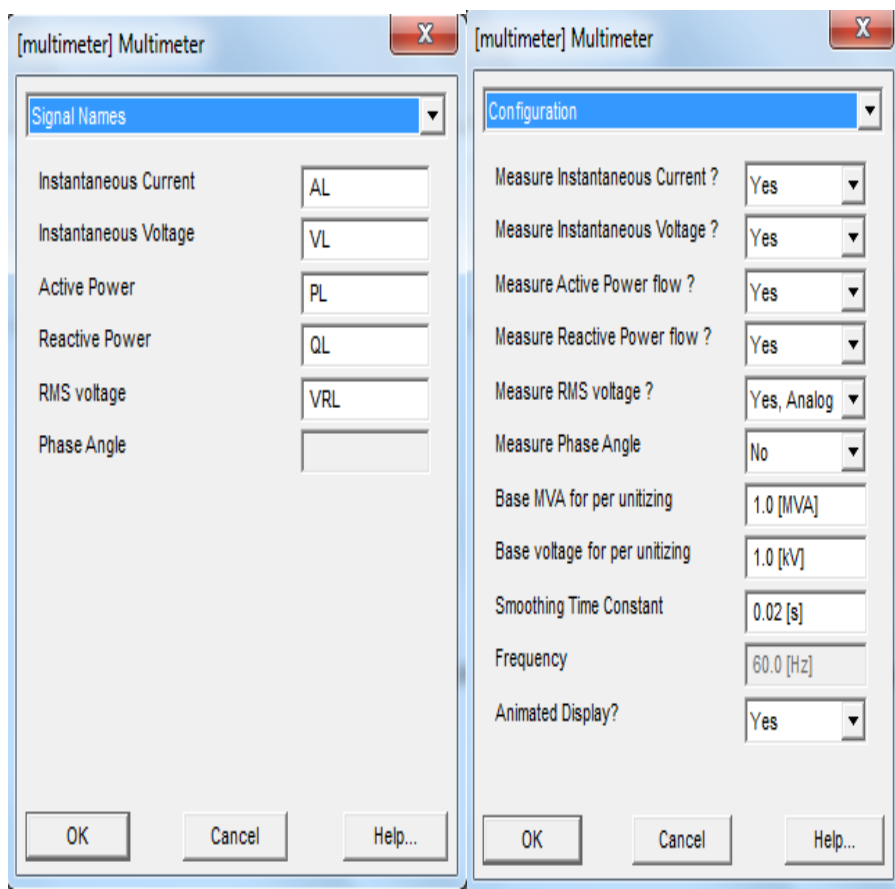 [multimeter] Multimeter
Signal Names
Instantaneous Current AL
Instantaneous Voltage VL
Active Power PL
Reactive Power QL
RMS voltage VRL
Phase Angle
OK Cancel Help...
[multimeter] Multimeter
Configuration
Measure Instantaneous Current ? Yes
Measure Instantaneous Voltage ? Yes
Measure Active Power flow ? Yes
Measure Reactive Power flow ? Yes
Measure RMS voltage ? Yes, Analog
Measure Phase Angle No
Base MVA for per unitizing 1.0 [MVA]
Base voltage for per unitizing 1.0 [kV]
Smoothing Time Constant 0.02 [s]
Frequency 60.0 [Hz]
Animated Display? Yes
OK Cancel Help...